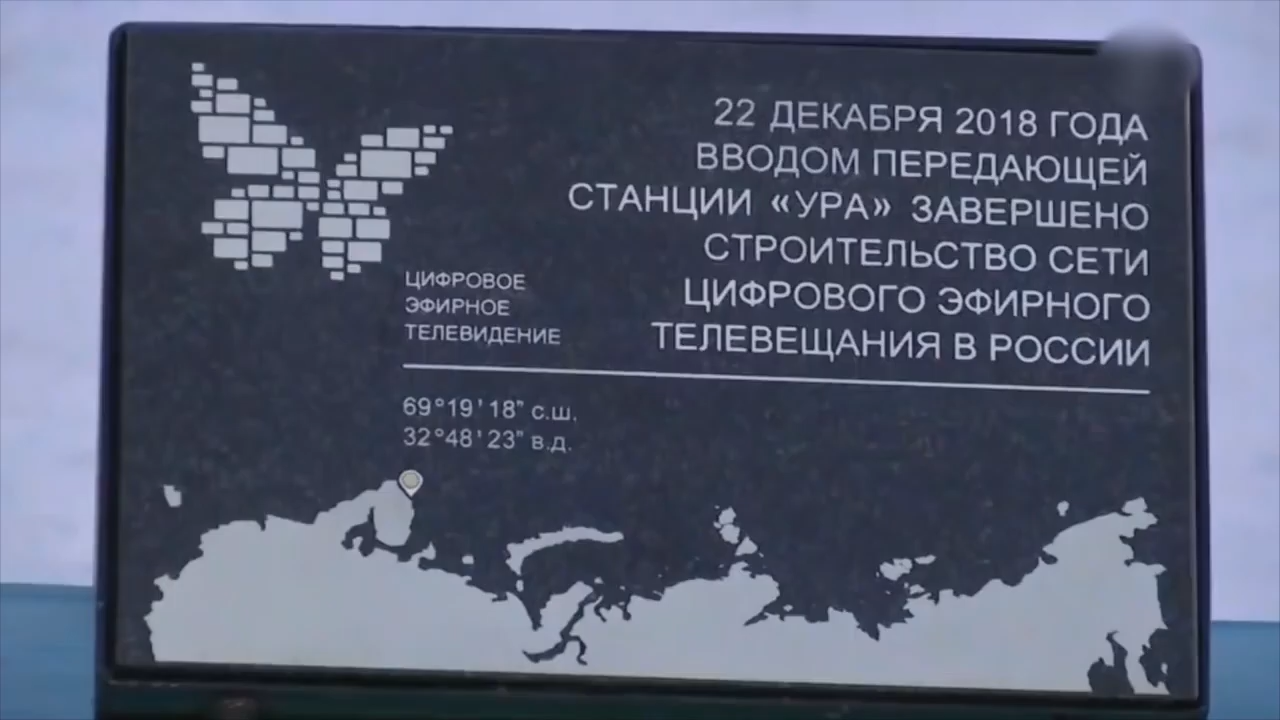 22 ДЕКАБРЯ 2018 ГОДА
ВВОДОМ ПЕРЕДАЮЩЕЙ
СТАНЦИИ «УРА» ЗАВЕРШЕНО
СТРОИТЕЛЬСТВО СЕТИ
ЦИФРОВОГО ЭФИРНОГО
ТЕЛЕВЕЩАНИЯ В РОССИИ
ЦИФРОВОЕ
ЭФИРНОЕ
ТЕЛЕВИДЕНИЕ
69°19'18" с.ш.
32°48'23" в.д.